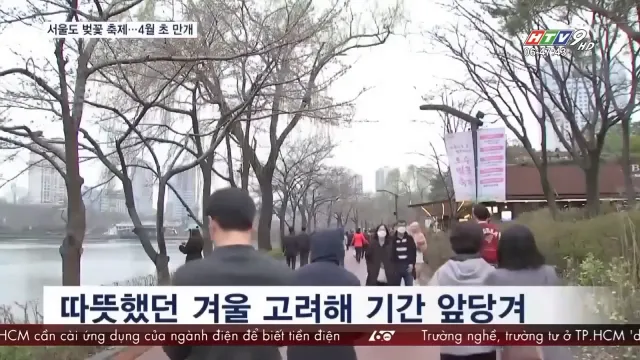 서울도 벚꽃 축제…4월 초 만개
HTV9 HD
따뜻했던 겨울 고려해 기간 앞당겨
HCM cần cài ứng dụng của ngành điện để biết tiền điện
Trường nghề, trường tư ở TP.HCM